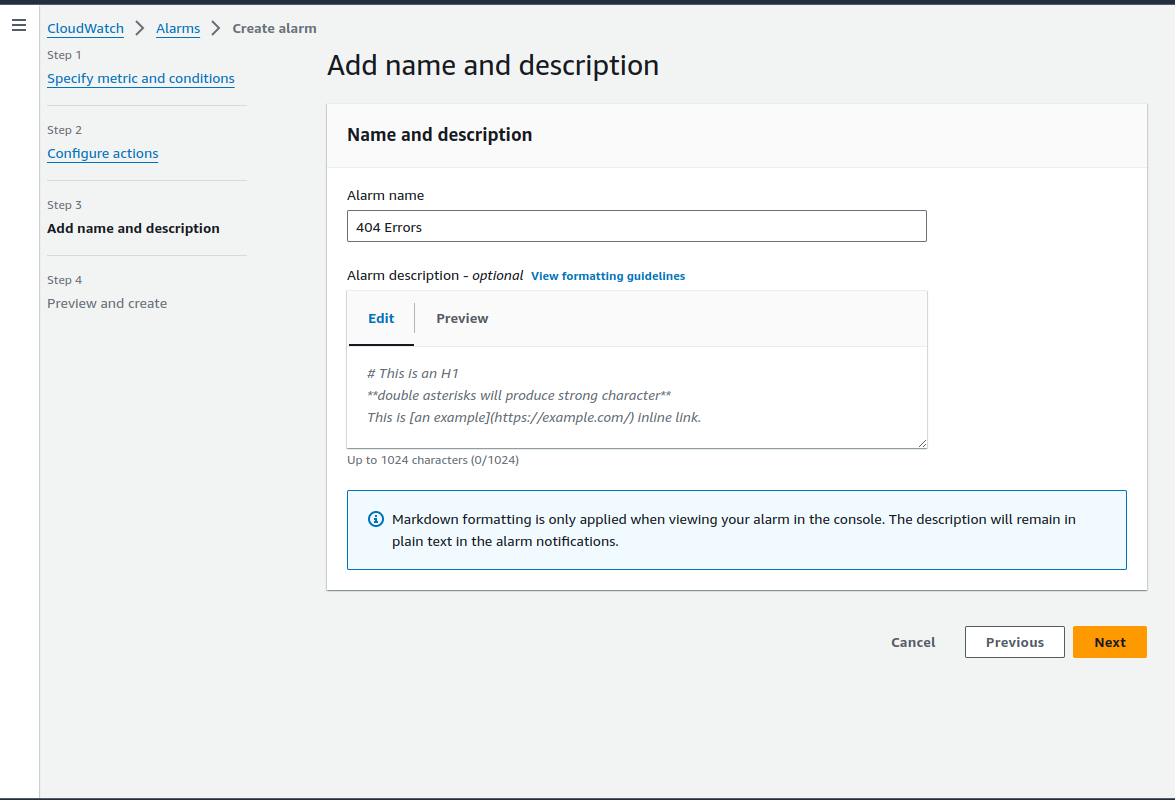 CloudWatch > Alarms > Create alarm
Step 1
Specify metric and conditions
Step 2
Configure actions
Step 3
Add name and description
Step 4
Preview and create
Add name and description
Name and description
Alarm name
404 Errors
Alarm description - optional View formatting guidelines
Edit Preview
# This is an H1
**double asterisks will produce strong character**
This is [an example](https://example.com/) inline link.
Up to 1024 characters (0/1024)
Markdown formatting is only applied when viewing your alarm in the console. The description will remain in
plain text in the alarm notifications.
Cancel Previous Next